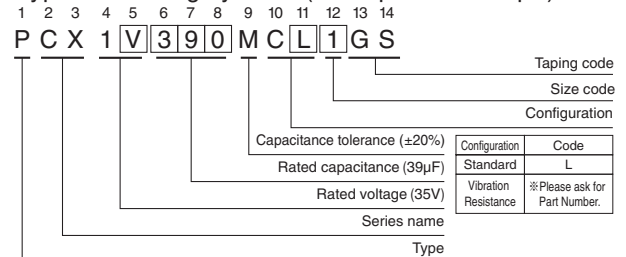 1 2 3 4 5 6 7 8 9 10 11 12 13 14
P C X 1 V 3 9 0 M C L 1 G S
Taping code
Size code
Configuration
Capacitance tolerance (±20%)
Rated capacitance (39µF)
Rated voltage (35V)
Series name
Type
Configuration Code
Standard L
Vibration Resistance ※Please ask for Part Number.